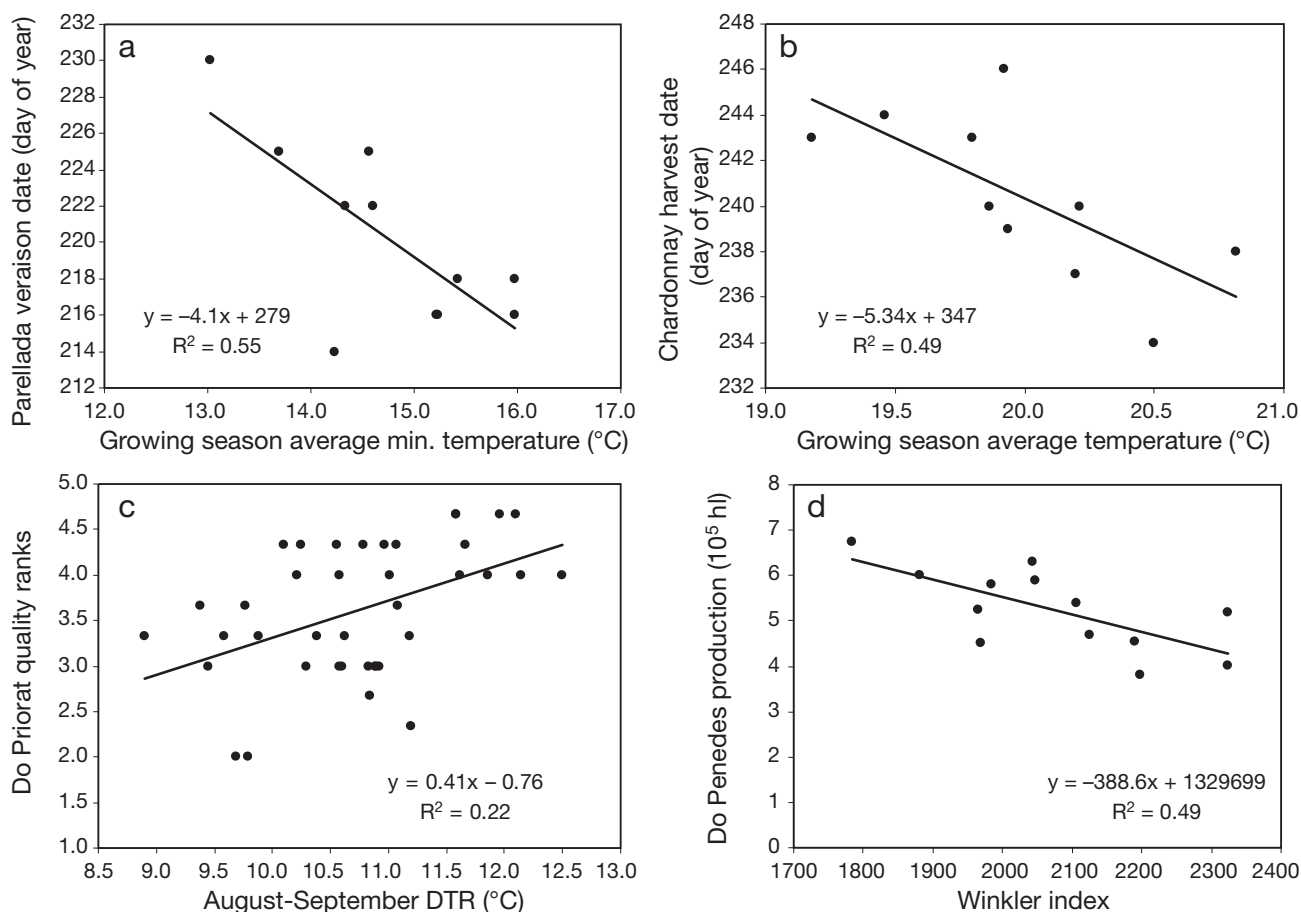 a
Parellada veraison date (day of year)
232
230
228
226
224
222
220
218
216
214
212
y = –4.1x + 279
R² = 0.55
12.0 13.0 14.0 15.0 16.0 17.0
Growing season average min. temperature (°C)
b
Chardonnay harvest date
(day of year)
248
246
244
242
240
238
236
234
232
y = –5.34x + 347
R² = 0.49
19.0 19.5 20.0 20.5 21.0
Growing season average temperature (°C)
c
Do Priorat quality ranks
5.0
4.5
4.0
3.5
3.0
2.5
2.0
1.5
1.0
y = 0.41x – 0.76
R² = 0.22
8.5 9.0 9.5 10.0 10.5 11.0 11.5 12.0 12.5 13.0
August-September DTR (°C)
d
Do Penedes production (10⁵ hl)
8
7
6
5
4
3
2
1
0
y = –388.6x + 1329699
R² = 0.49
1700 1800 1900 2000 2100 2200 2300 2400
Winkler index